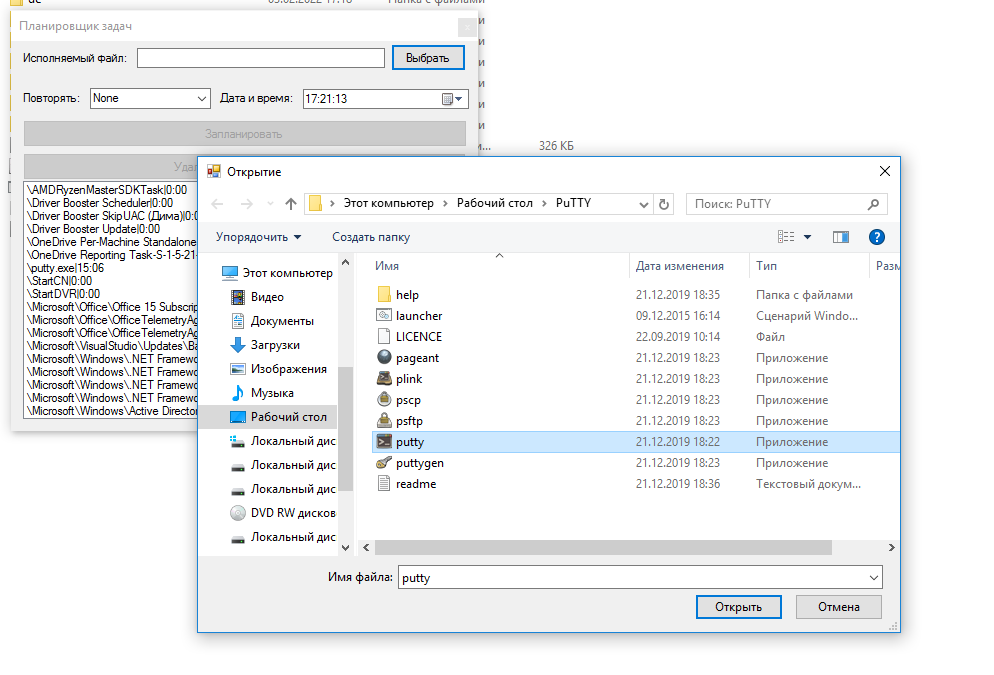 Папка с файлами
Планировщик задач
Исполняемый файл:
Выбрать
Повторять:
None
Дата и время:
17:21:13
Запланировать
326 КБ
\AMDRyzenMasterSDKTask|0:00
\Driver Booster Scheduler|0:00
\Driver Booster SkipUAC (Дима)|0:00
\Driver Booster Update|0:00
\OneDrive Per-Machine Standalone
\OneDrive Reporting Task-S-1-5-21-
\putty.exe|15:06
\StartCN|0:00
\StartDVR|0:00
\Microsoft\Office\Office 15 Subscrip
\Microsoft\Office\OfficeTelemetryAg
\Microsoft\Office\OfficeTelemetryAg
\Microsoft\VisualStudio\Updates\Ba
\Microsoft\Windows\.NET Framewo
\Microsoft\Windows\.NET Framewo
\Microsoft\Windows\.NET Framewo
\Microsoft\Windows\.NET Framewo
\Microsoft\Windows\Active Director
Открытие
Этот компьютер > Рабочий стол > PuTTY
Поиск: PuTTY
Упорядочить
Создать папку
Этот компьютер
Видео
Документы
Загрузки
Изображения
Музыка
Рабочий стол
Локальный дис
Локальный дис
Локальный дис
DVD RW дисков
Локальный дис
Имя Дата изменения Тип Разм
help 21.12.2019 18:35 Папка с файлами
launcher 09.12.2015 16:14 Сценарий Windo...
LICENCE 22.09.2019 10:14 Файл
pageant 21.12.2019 18:23 Приложение
plink 21.12.2019 18:23 Приложение
pscp 21.12.2019 18:23 Приложение
psftp 21.12.2019 18:23 Приложение
putty 21.12.2019 18:22 Приложение
puttygen 21.12.2019 18:23 Приложение
readme 21.12.2019 18:36 Текстовый докум...
Имя файла: putty
Открыть
Отмена